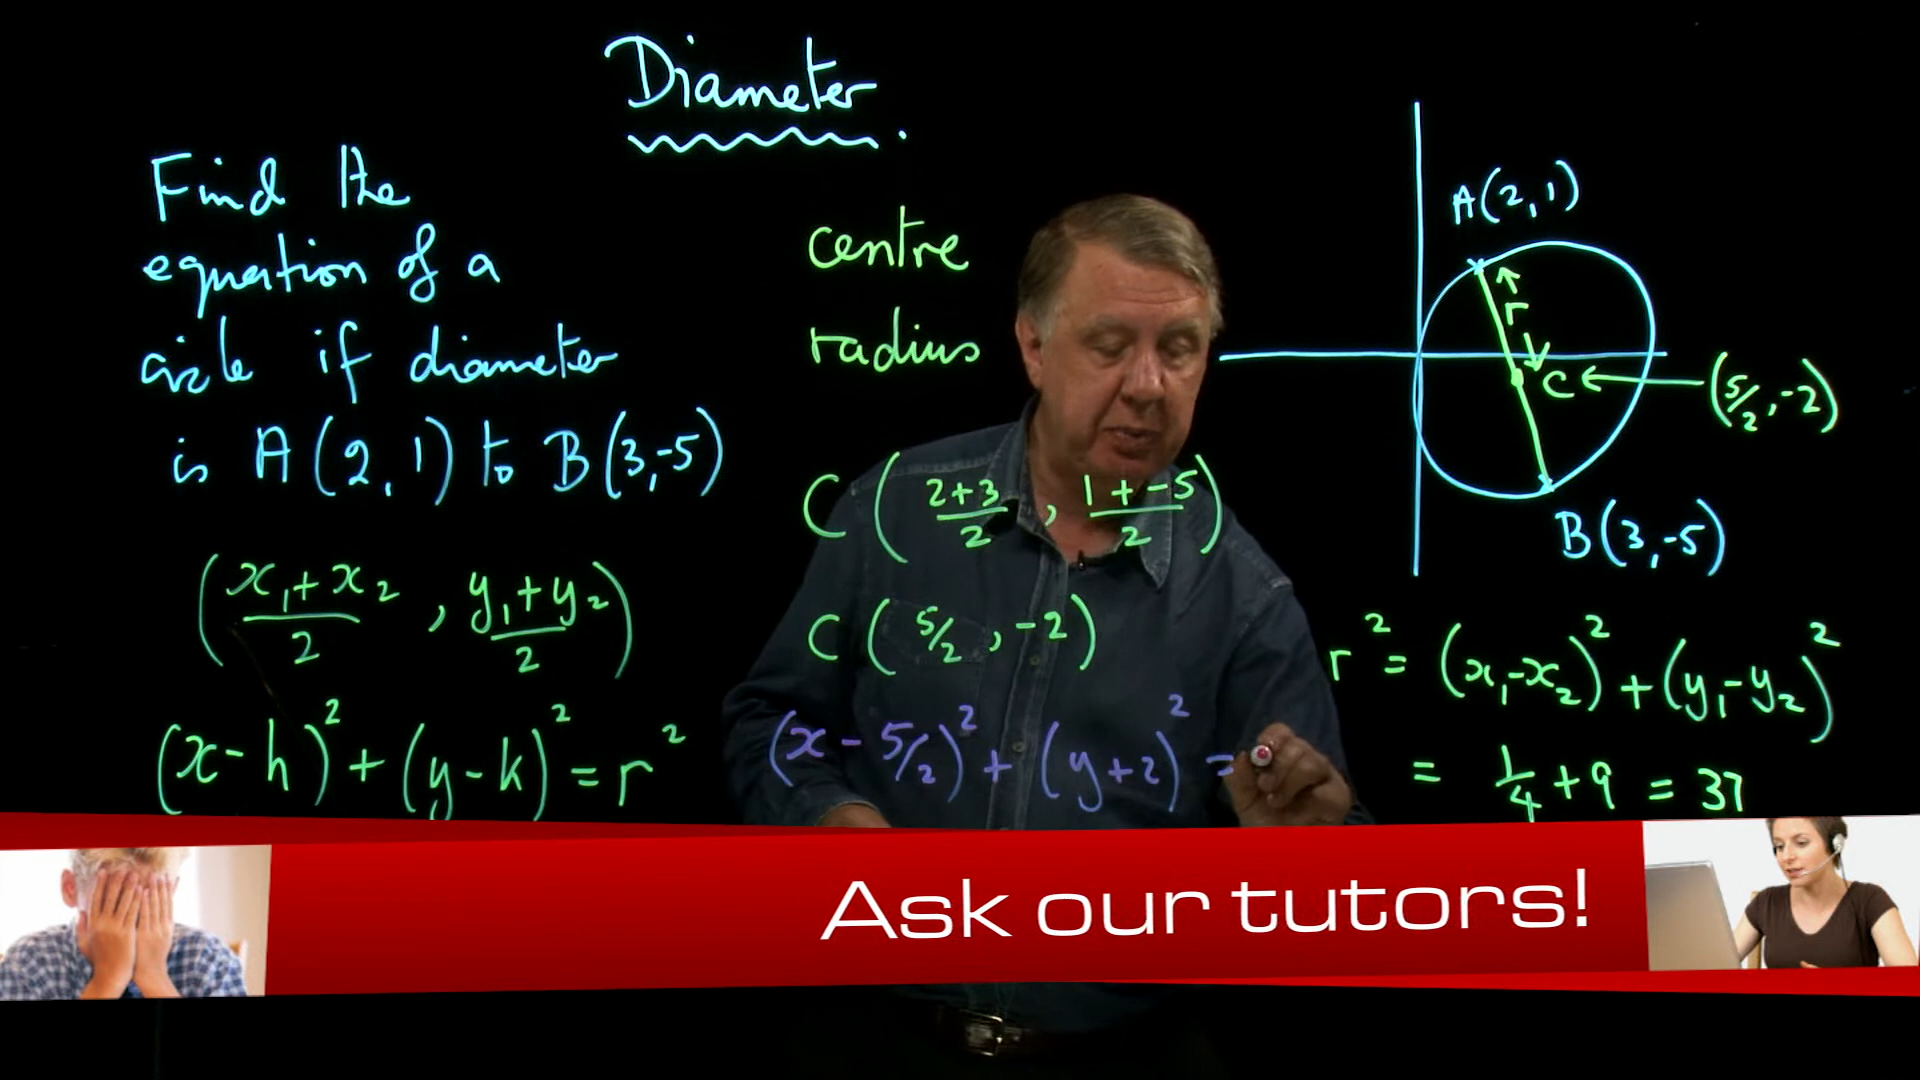 Diameter
Find the
equation of a
circle if diameter
is A(2,1) to B(3,-5)
(x₁+x₂/2, y₁+y₂/2)
(x-h)²+(y-k)²=r²
centre
radius
C(2+3/2, 1+-5/2)
C(5/2,-2)
(x-5/2)²+(y+2)²=
A(2,1)
r
C
(5/2,-2)
B(3,-5)
r²=(x₁-x₂)²+(y₁-y₂)²
=1/4+9=37
Ask our tutors!